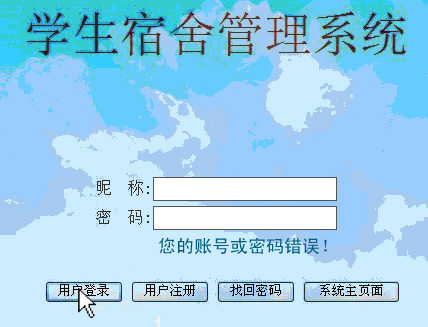 学生宿舍管理系统
昵 称:
密 码:
您的账号或密码错误！
用户登录 用户注册 找回密码 系统主页面